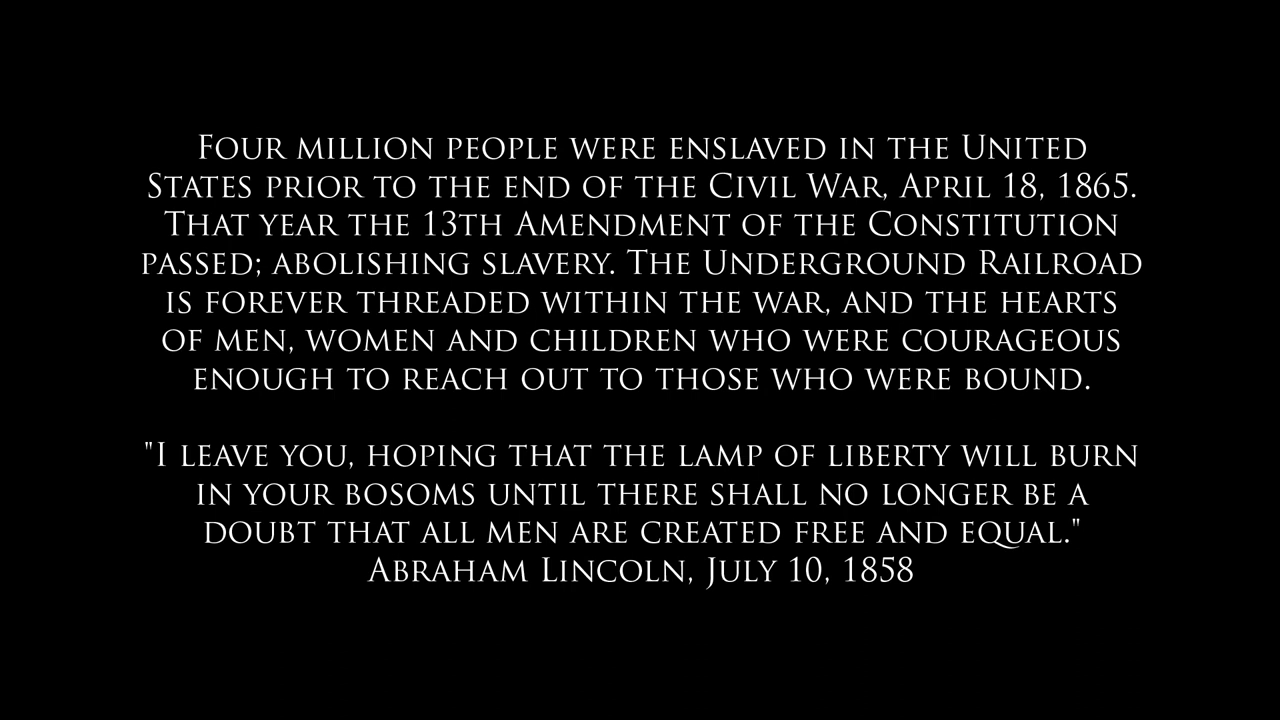 Four million people were enslaved in the United
States prior to the end of the Civil War, April 18, 1865.
That year the 13th Amendment of the Constitution
passed; abolishing slavery. The Underground Railroad
is forever threaded within the war, and the hearts
of men, women and children who were courageous
enough to reach out to those who were bound.
"I leave you, hoping that the lamp of liberty will burn
in your bosoms until there shall no longer be a
doubt that all men are created free and equal."
Abraham Lincoln, July 10, 1858